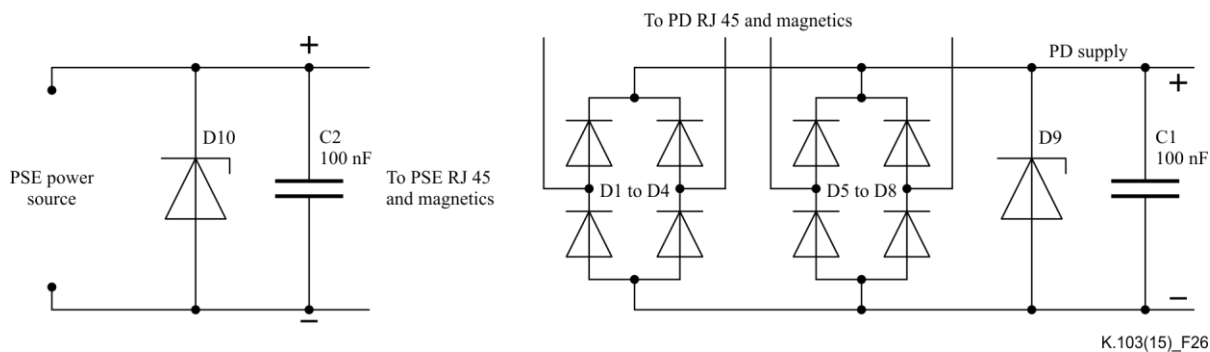 To PD RJ 45 and magnetics
+
PD supply
+
D10
C2
100 nF
D9
C1
100 nF
PSE power
source
To PSE RJ 45
and magnetics
D1 to D4
D5 to D8
−
−
K.103(15)_F26